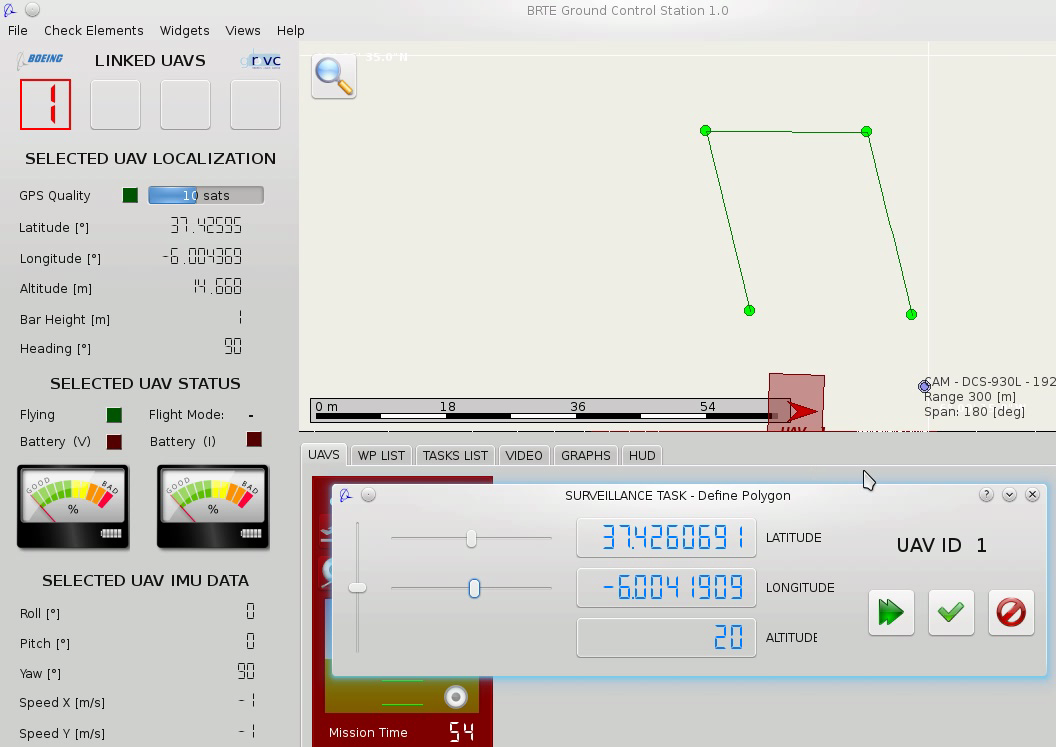 BRTE Ground Control Station 1.0
File Check Elements Widgets Views Help
BOEING LINKED UAVS
1
SELECTED UAV LOCALIZATION
GPS Quality 10 sats
Latitude [°] 37.42595
Longitude [°] -6.004369
Altitude [m] 14.668
Bar Height [m] 1
Heading [°] 90
SELECTED UAV STATUS
Flying Flight Mode: -
Battery (V) Battery (I)
GOOD BAD GOOD BAD
% %
SELECTED UAV IMU DATA
Roll [°] 0
Pitch [°] 0
Yaw [°] 90
Speed X [m/s] -1
Speed Y [m/s] -1
35.0"N
CAM - DCS-930L - 192
Range 300 [m]
Span: 180 [deg]
0 m 18 36 54
UAVS WP LIST TASKS LIST VIDEO GRAPHS HUD
SURVEILLANCE TASK - Define Polygon
37.4260691 LATITUDE
-6.0041909 LONGITUDE
20 ALTITUDE
UAV ID 1
Mission Time 54